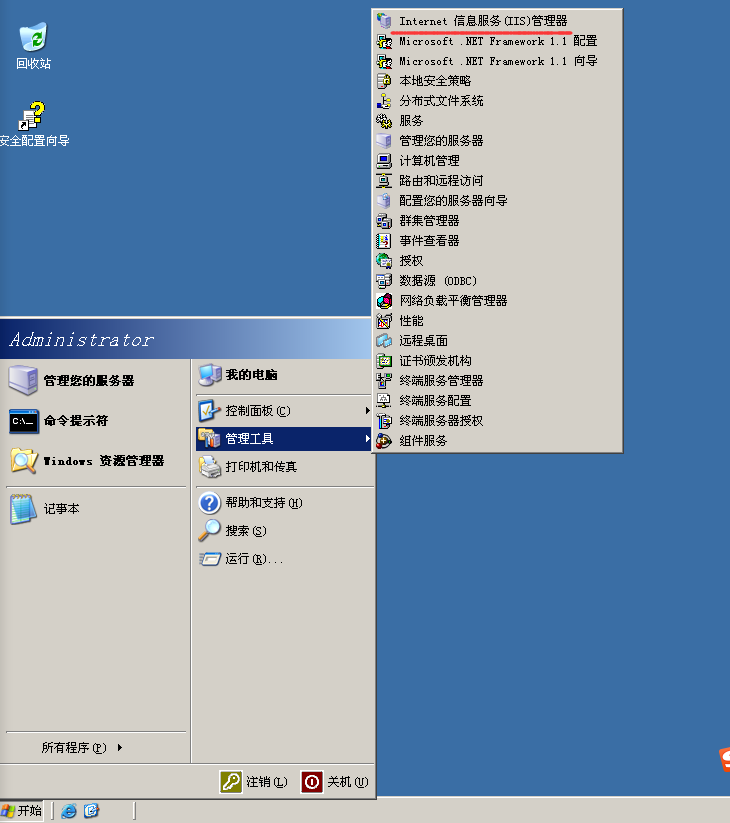 回收站
安全配置向导
Internet 信息服务(IIS)管理器
Microsoft .NET Framework 1.1 配置
Microsoft .NET Framework 1.1 向导
本地安全策略
分布式文件系统
服务
管理您的服务器
计算机管理
路由和远程访问
配置您的服务器向导
群集管理器
事件查看器
授权
数据源 (ODBC)
网络负载平衡管理器
性能
远程桌面
证书颁发机构
终端服务管理器
终端服务配置
终端服务器授权
组件服务
Administrator
管理您的服务器
C:\_
命令提示符
Windows 资源管理器
记事本
所有程序(P)
我的电脑
控制面板(C)
管理工具
打印机和传真
帮助和支持(H)
搜索(S)
运行(R)...
注销(L)
关机(U)
开始